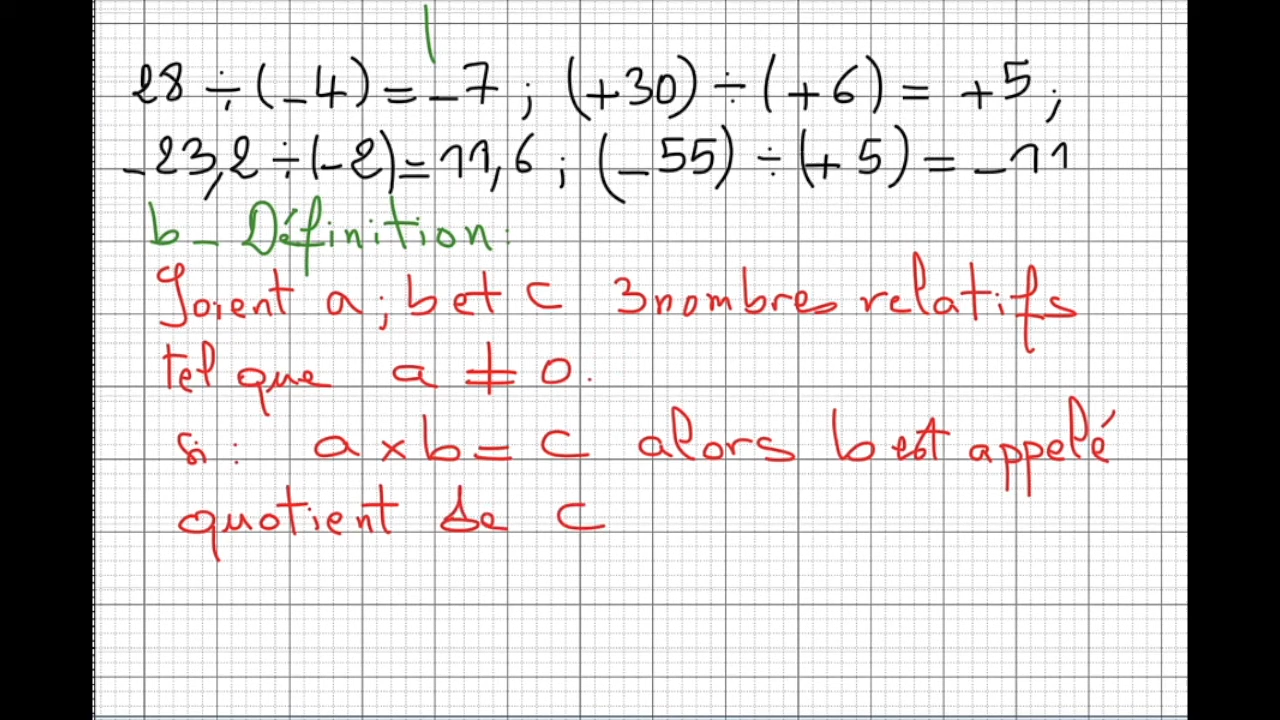 28 ÷ (-4) = -7 ; (+30) ÷ (+6) = +5 ;
-23,2 ÷ (-2) = 11,6 ; (-55) ÷ (+5) = -11
b - Définition :
Soient a ; b et c 3 nombres relatifs
tel que a ≠ 0.
si : a × b = c alors b est appelé
quotient de c